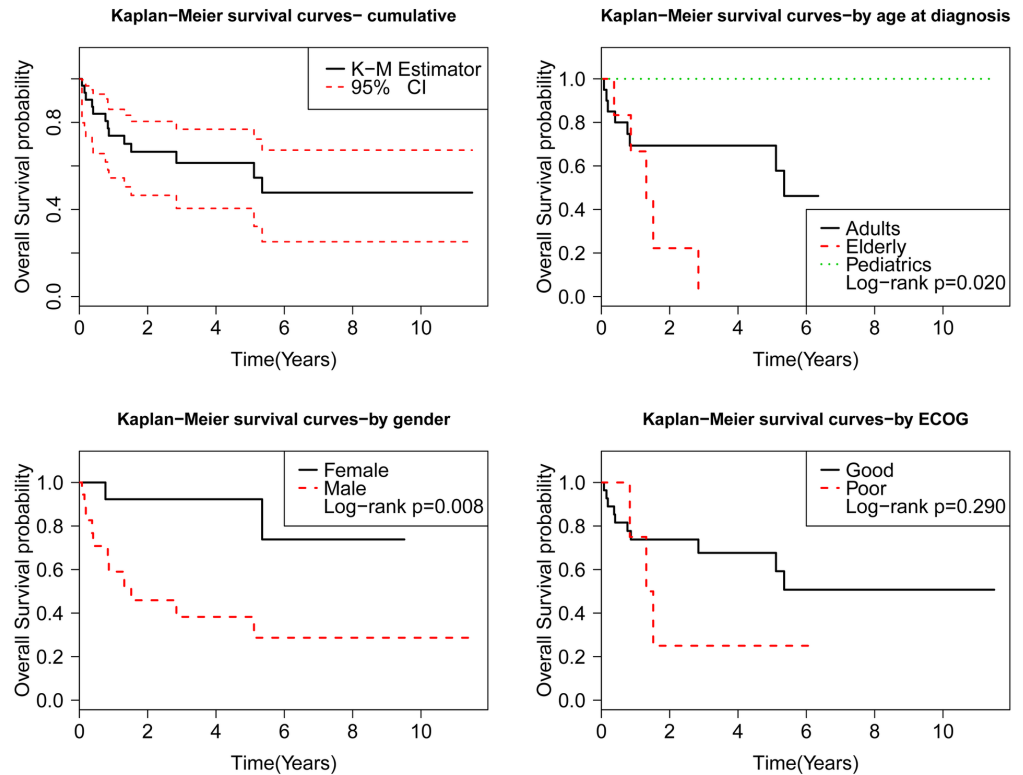 Kaplan−Meier survival curves− cumulative
Overall Survival probability
0.8
0.4
0.0
K−M Estimator
95% CI
0 2 4 6 8 10
Time(Years)
Kaplan−Meier survival curves−by age at diagnosis
Overall Survival probability
1.0
0.8
0.6
0.4
0.2
0.0
Adults
Elderly
Pediatrics
Log−rank p=0.020
0 2 4 6 8 10
Time(Years)
Kaplan−Meier survival curves−by gender
Overall Survival probability
1.0
0.8
0.6
0.4
0.2
0.0
Female
Male
Log−rank p=0.008
0 2 4 6 8 10
Time(Years)
Kaplan−Meier survival curves−by ECOG
Overall Survival probability
1.0
0.8
0.6
0.4
0.2
0.0
Good
Poor
Log−rank p=0.290
0 2 4 6 8 10
Time(Years)